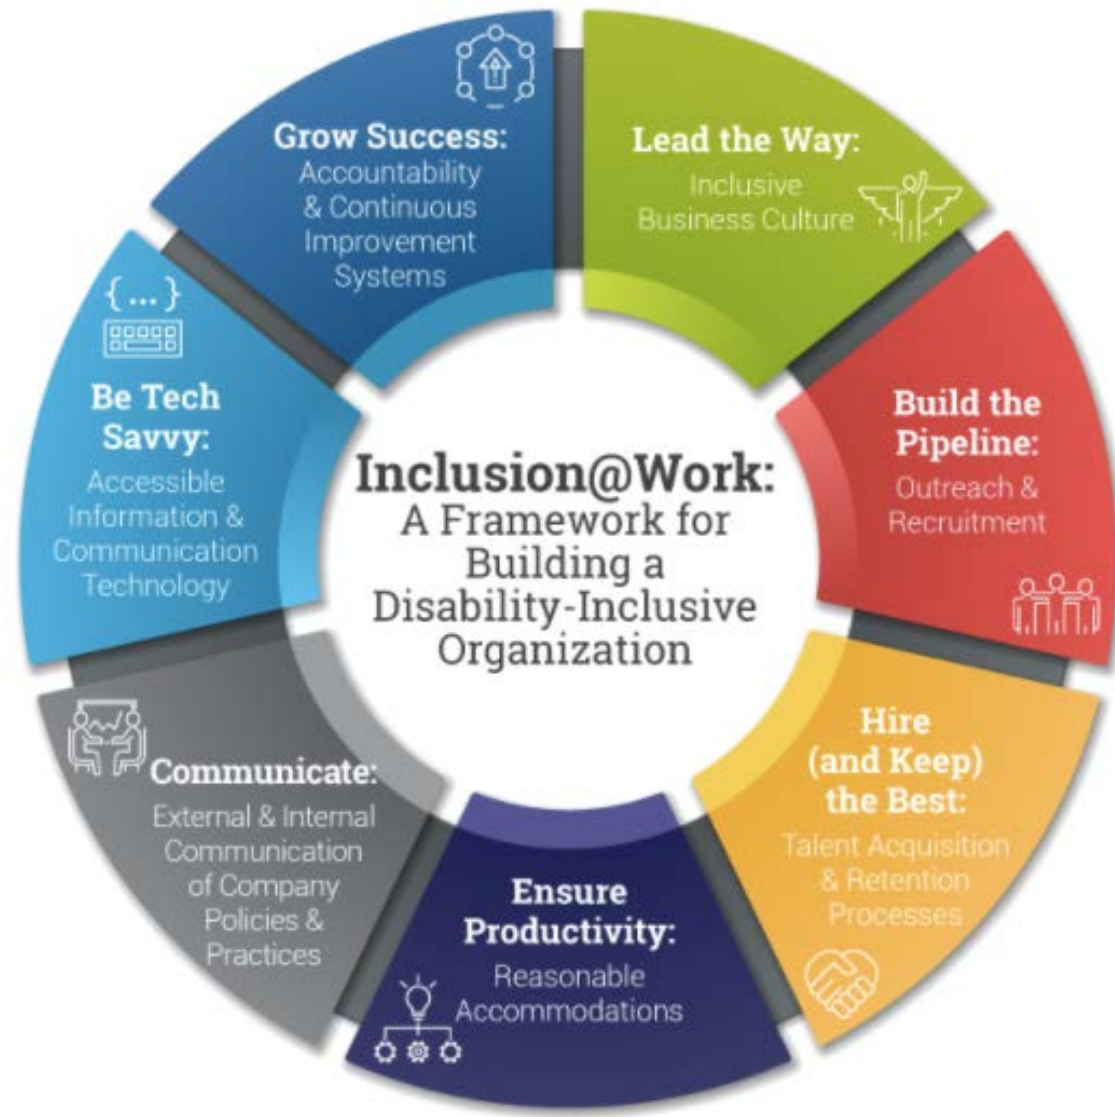 Inclusion@Work:
A Framework for
Building a
Disability-Inclusive
Organization
Lead the Way:
Inclusive
Business Culture
Build the
Pipeline:
Outreach &
Recruitment
Hire
(and Keep)
the Best:
Talent Acquisition
& Retention
Processes
Ensure
Productivity:
Reasonable
Accommodations
Communicate:
External & Internal
Communication
of Company
Policies &
Practices
Be Tech
Savvy:
Accessible
Information &
Communication
Technology
{...}
Grow Success:
Accountability
& Continuous
Improvement
Systems